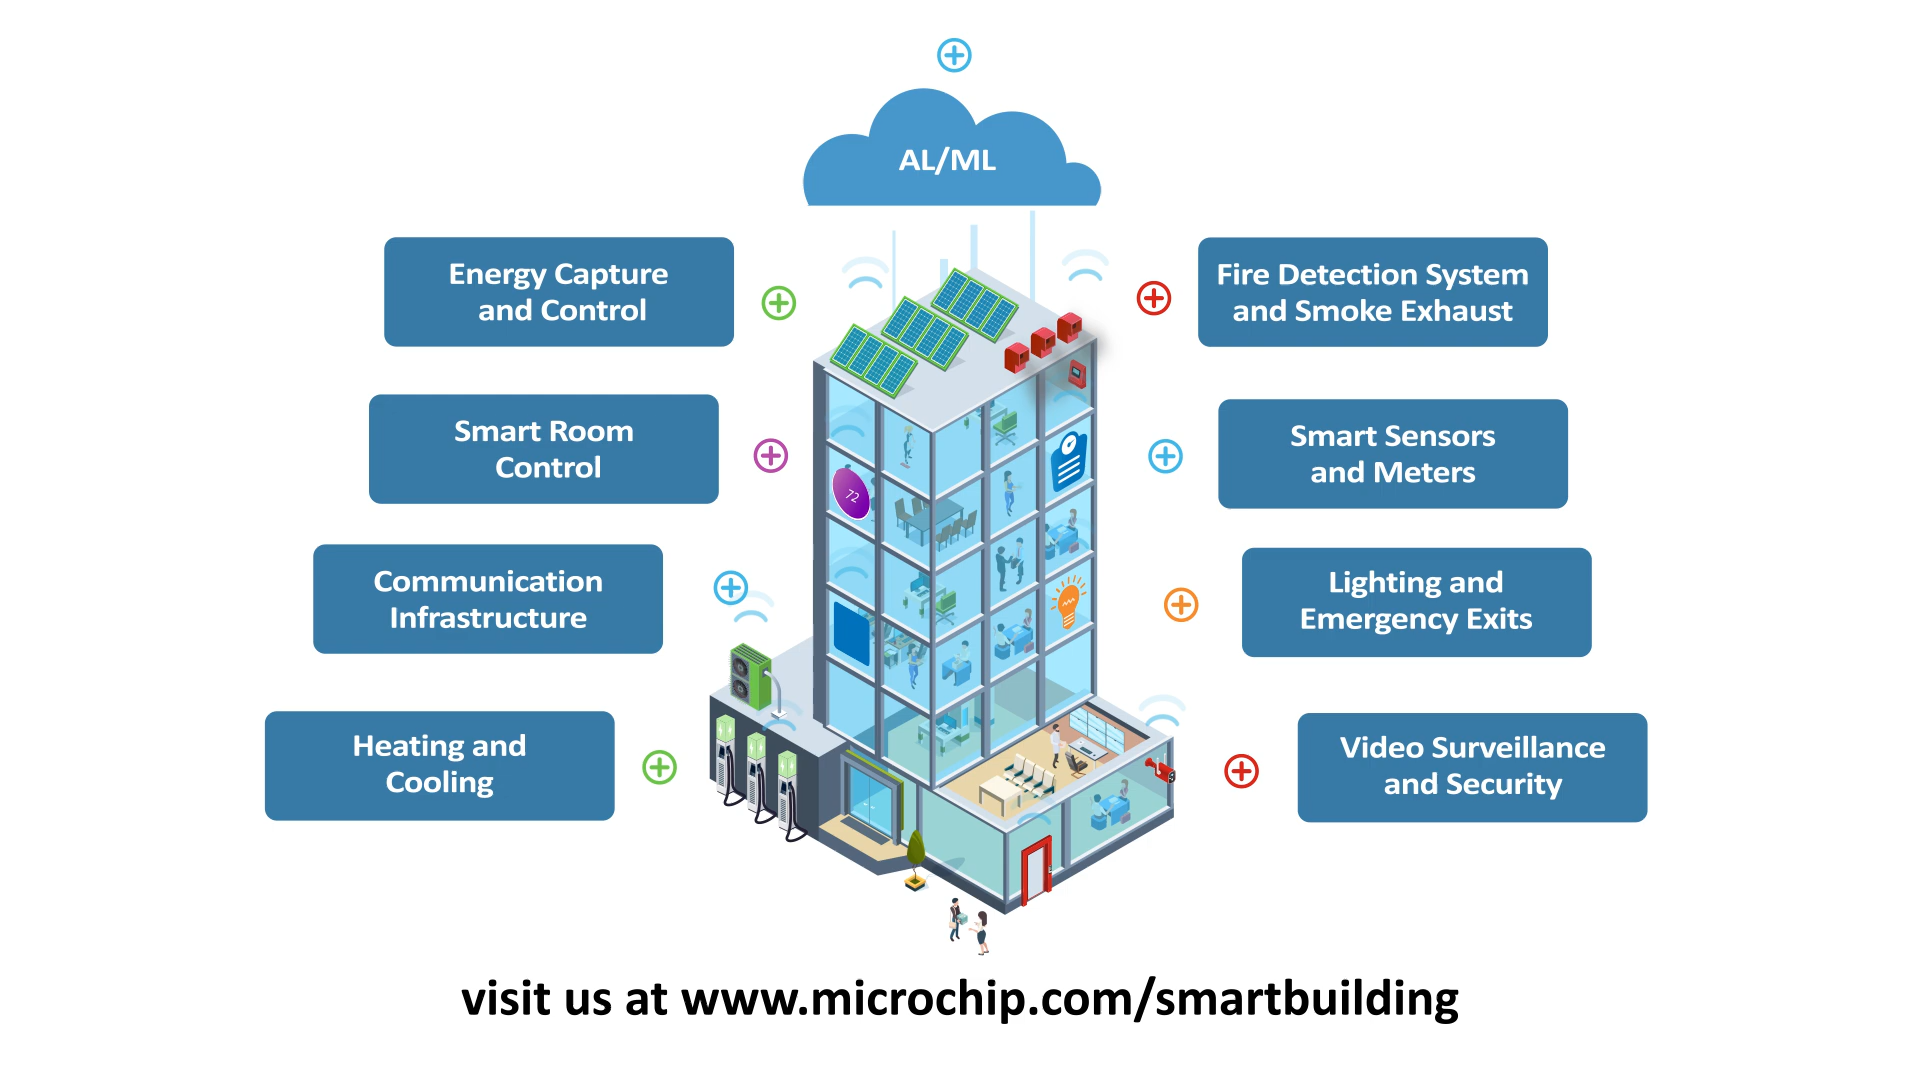 AL/ML
Energy Capture
and Control
Fire Detection System
and Smoke Exhaust
Smart Room
Control
Smart Sensors
and Meters
72
Communication
Infrastructure
Lighting and
Emergency Exits
Heating and
Cooling
Video Surveillance
and Security
visit us at www.microchip.com/smartbuilding